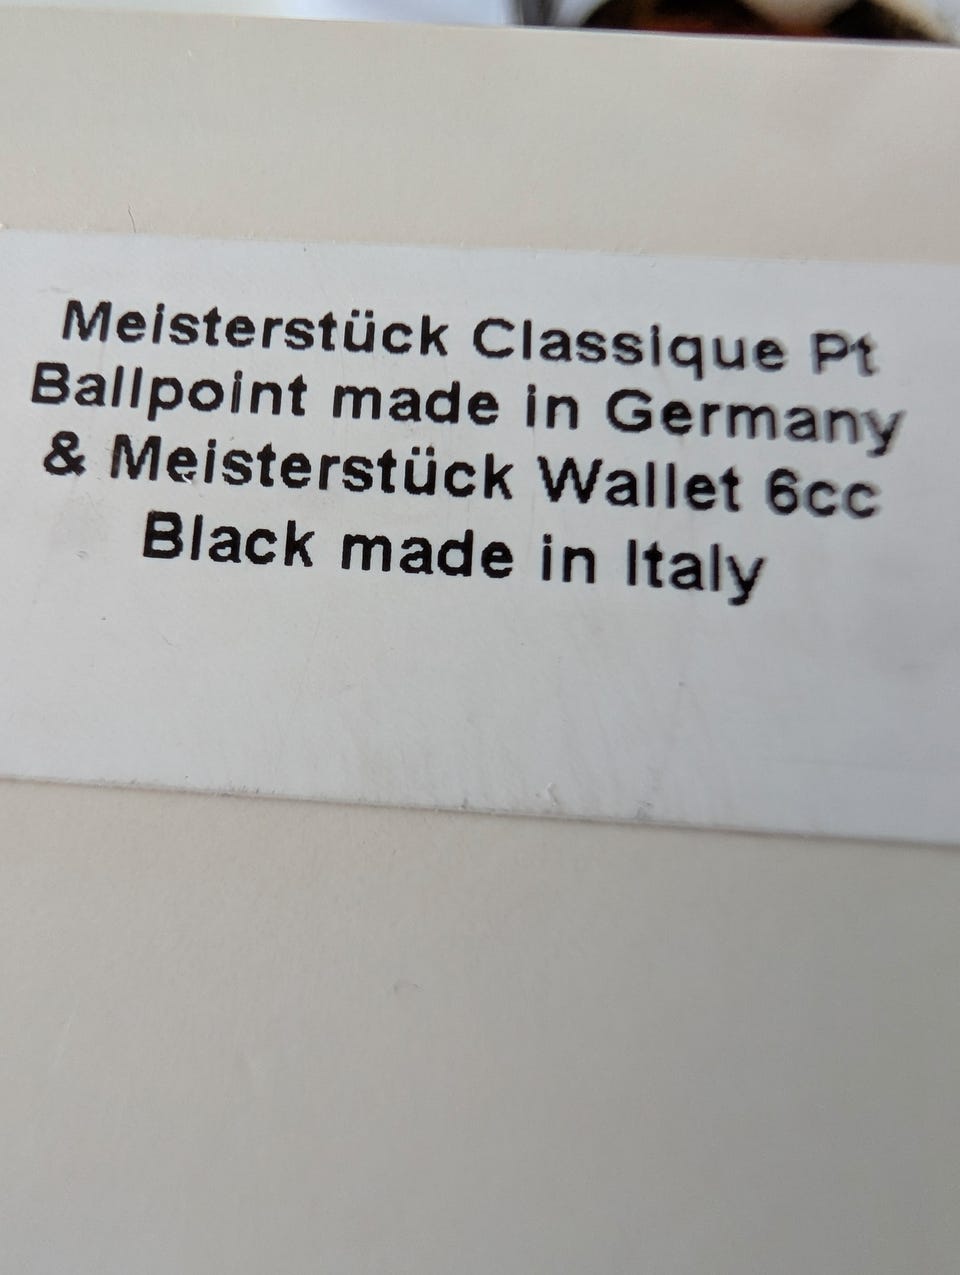 Meisterstück Classique Pt
Ballpoint made in Germany
& Meisterstück Wallet 6cc
Black made in Italy